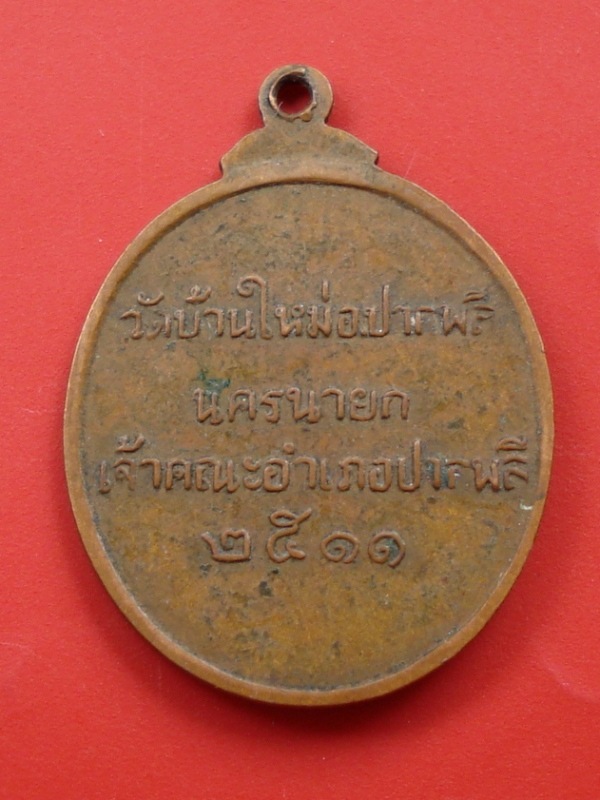 วัดบ้านใหม่อ.ปากพลี
นครนายก
เจ้าคณะอำเภอปากพลี
๒๕๑๑